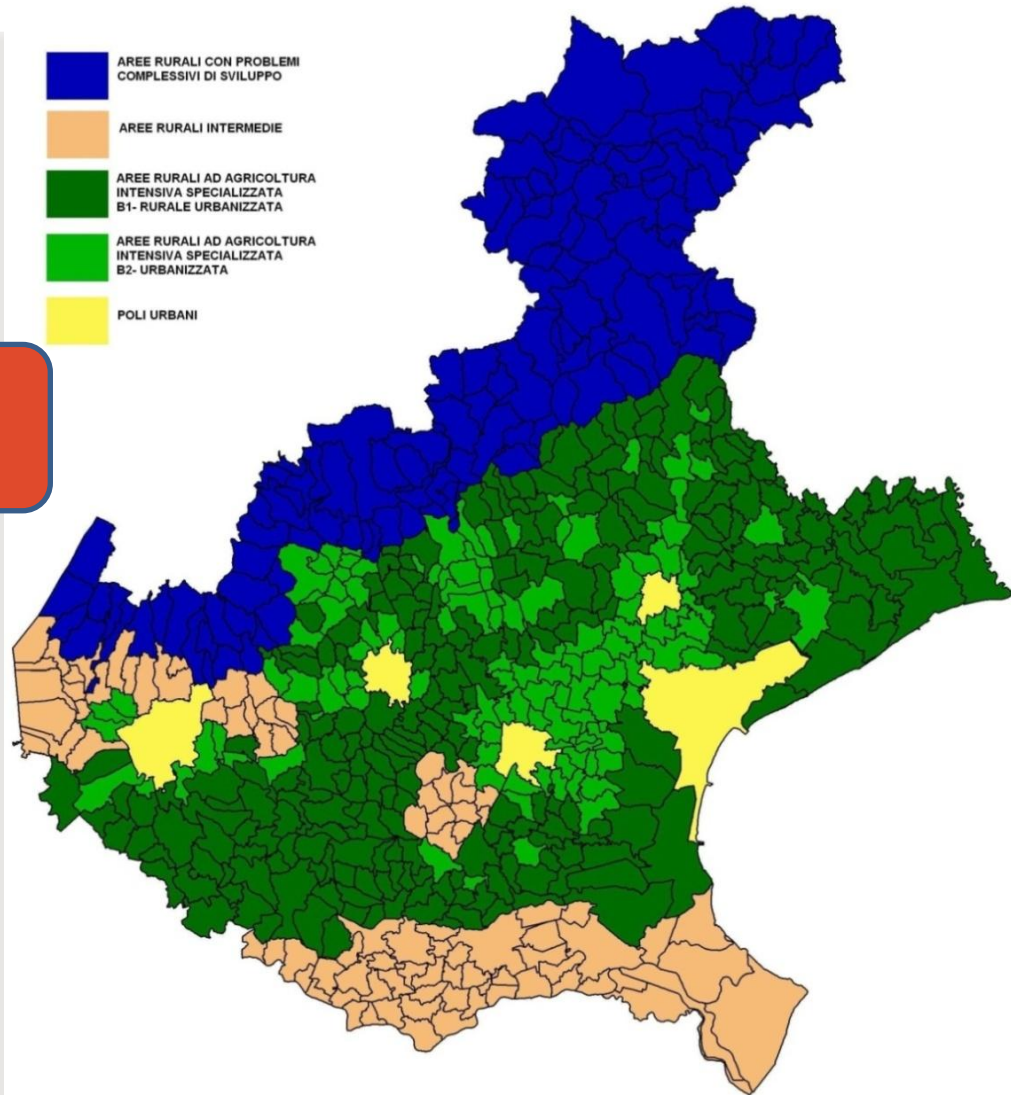 AREE RURALI CON PROBLEMI
COMPLESSIVI DI SVILUPPO
AREE RURALI INTERMEDIE
AREE RURALI AD AGRICOLTURA
INTENSIVA SPECIALIZZATA
B1- RURALE URBANIZZATA
AREE RURALI AD AGRICOLTURA
INTENSIVA SPECIALIZZATA
B2- URBANIZZATA
POLI URBANI